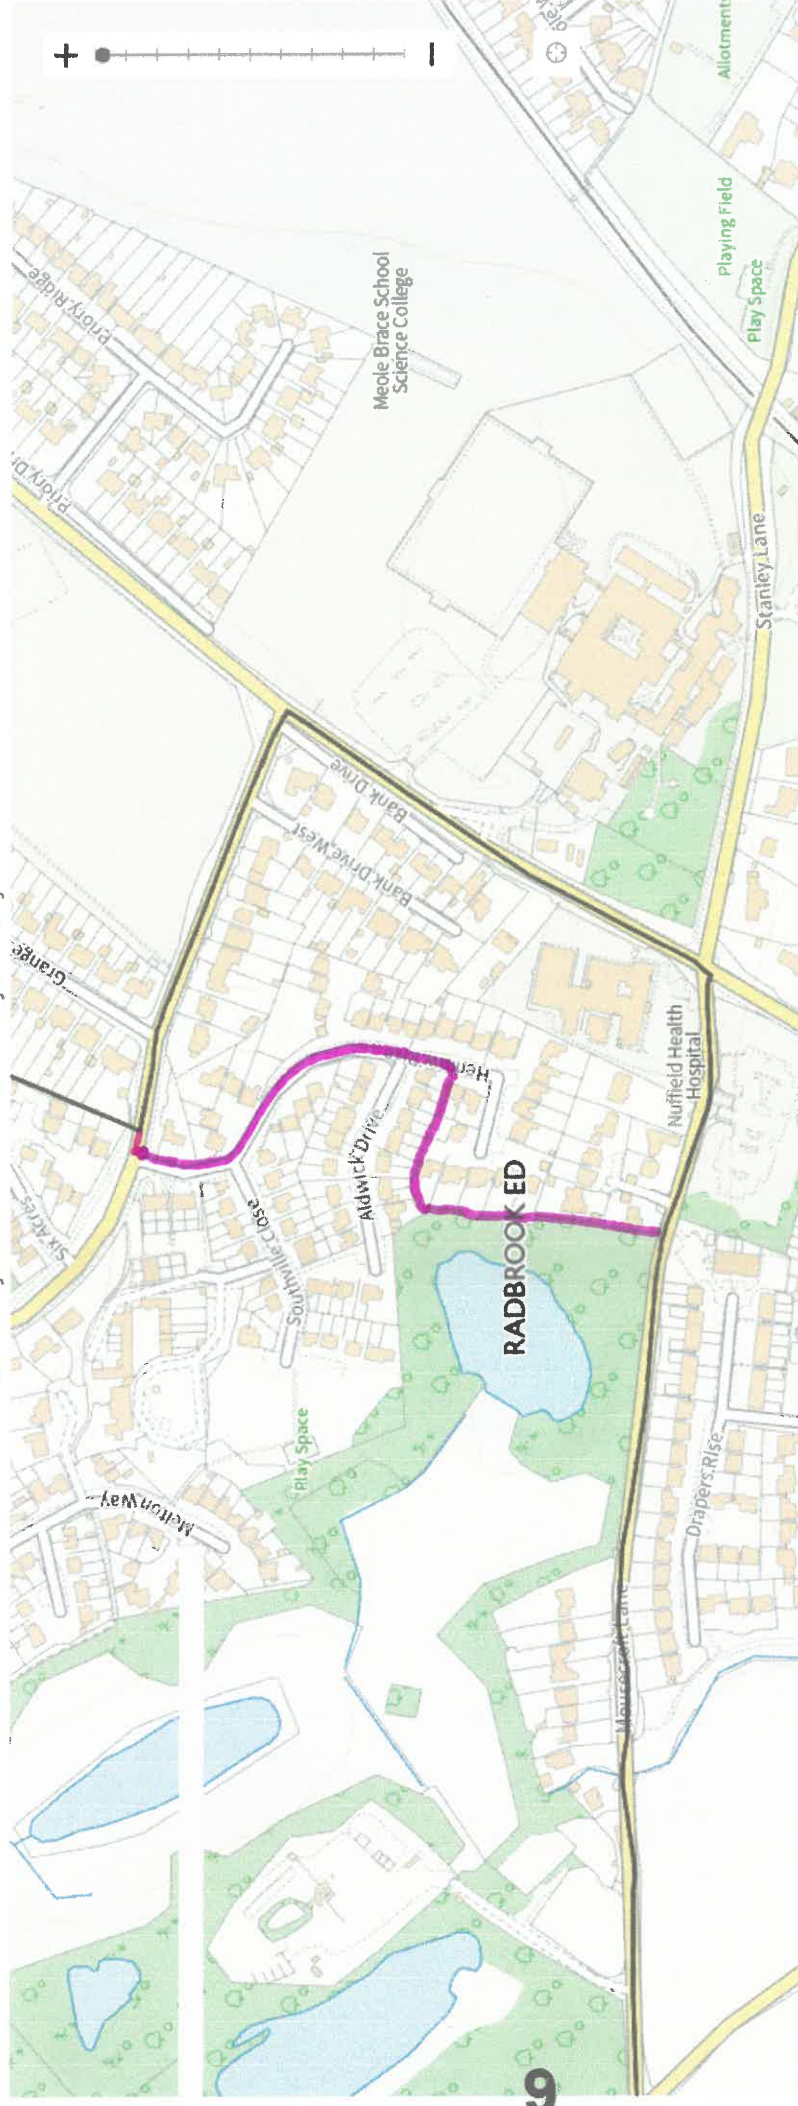 +
−
Allotments
Playing Field
Play Space
Priory Ridge
Meole Brace School
Science College
Stanley Lane
Bank Drive
Bank Drive West
Grange
Nuffield Health
Hospital
Aldwick Drive
Six Acres
Southville Close
RADBROOK ED
Play Space
Melton Way
Drapers Rise
Mousecroft Lane
9